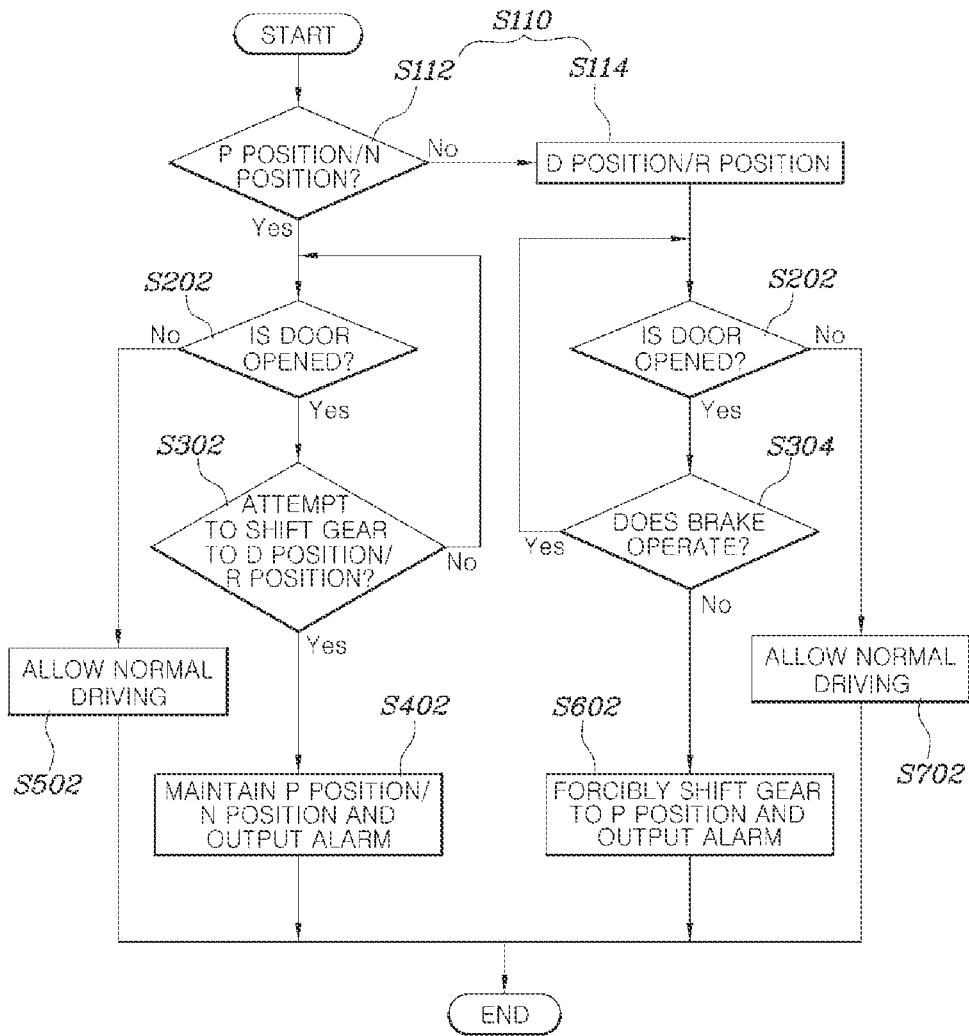 START
S110
S112
S114
P POSITION/N
POSITION?
No
D POSITION/R POSITION
Yes
S202
S202
No
IS DOOR
OPENED?
IS DOOR
OPENED?
No
Yes
Yes
S302
S304
ATTEMPT
TO SHIFT GEAR
TO D POSITION/
R POSITION?
No
Yes
DOES BRAKE
OPERATE?
Yes
No
ALLOW NORMAL
DRIVING
ALLOW NORMAL
DRIVING
S502
S402
S602
S702
MAINTAIN P POSITION/
N POSITION AND
OUTPUT ALARM
FORCIBLY SHIFT GEAR
TO P POSITION AND
OUTPUT ALARM
END